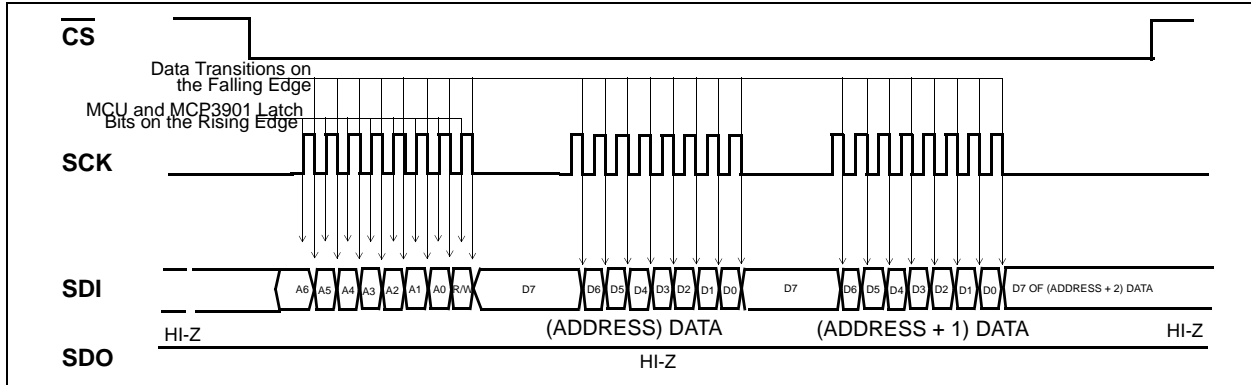 CS
Data Transitions on
the Falling Edge
MCU and MCP3901 Latch
Bits on the Rising Edge
SCK
SDI
A6 A5 A4 A3 A2 A1 A0 R/W D7 D6 D5 D4 D3 D2 D1 D0 D7 D6 D5 D4 D3 D2 D1 D0 D7 OF (ADDRESS + 2) DATA
(ADDRESS) DATA (ADDRESS + 1) DATA
HI-Z HI-Z
SDO
HI-Z